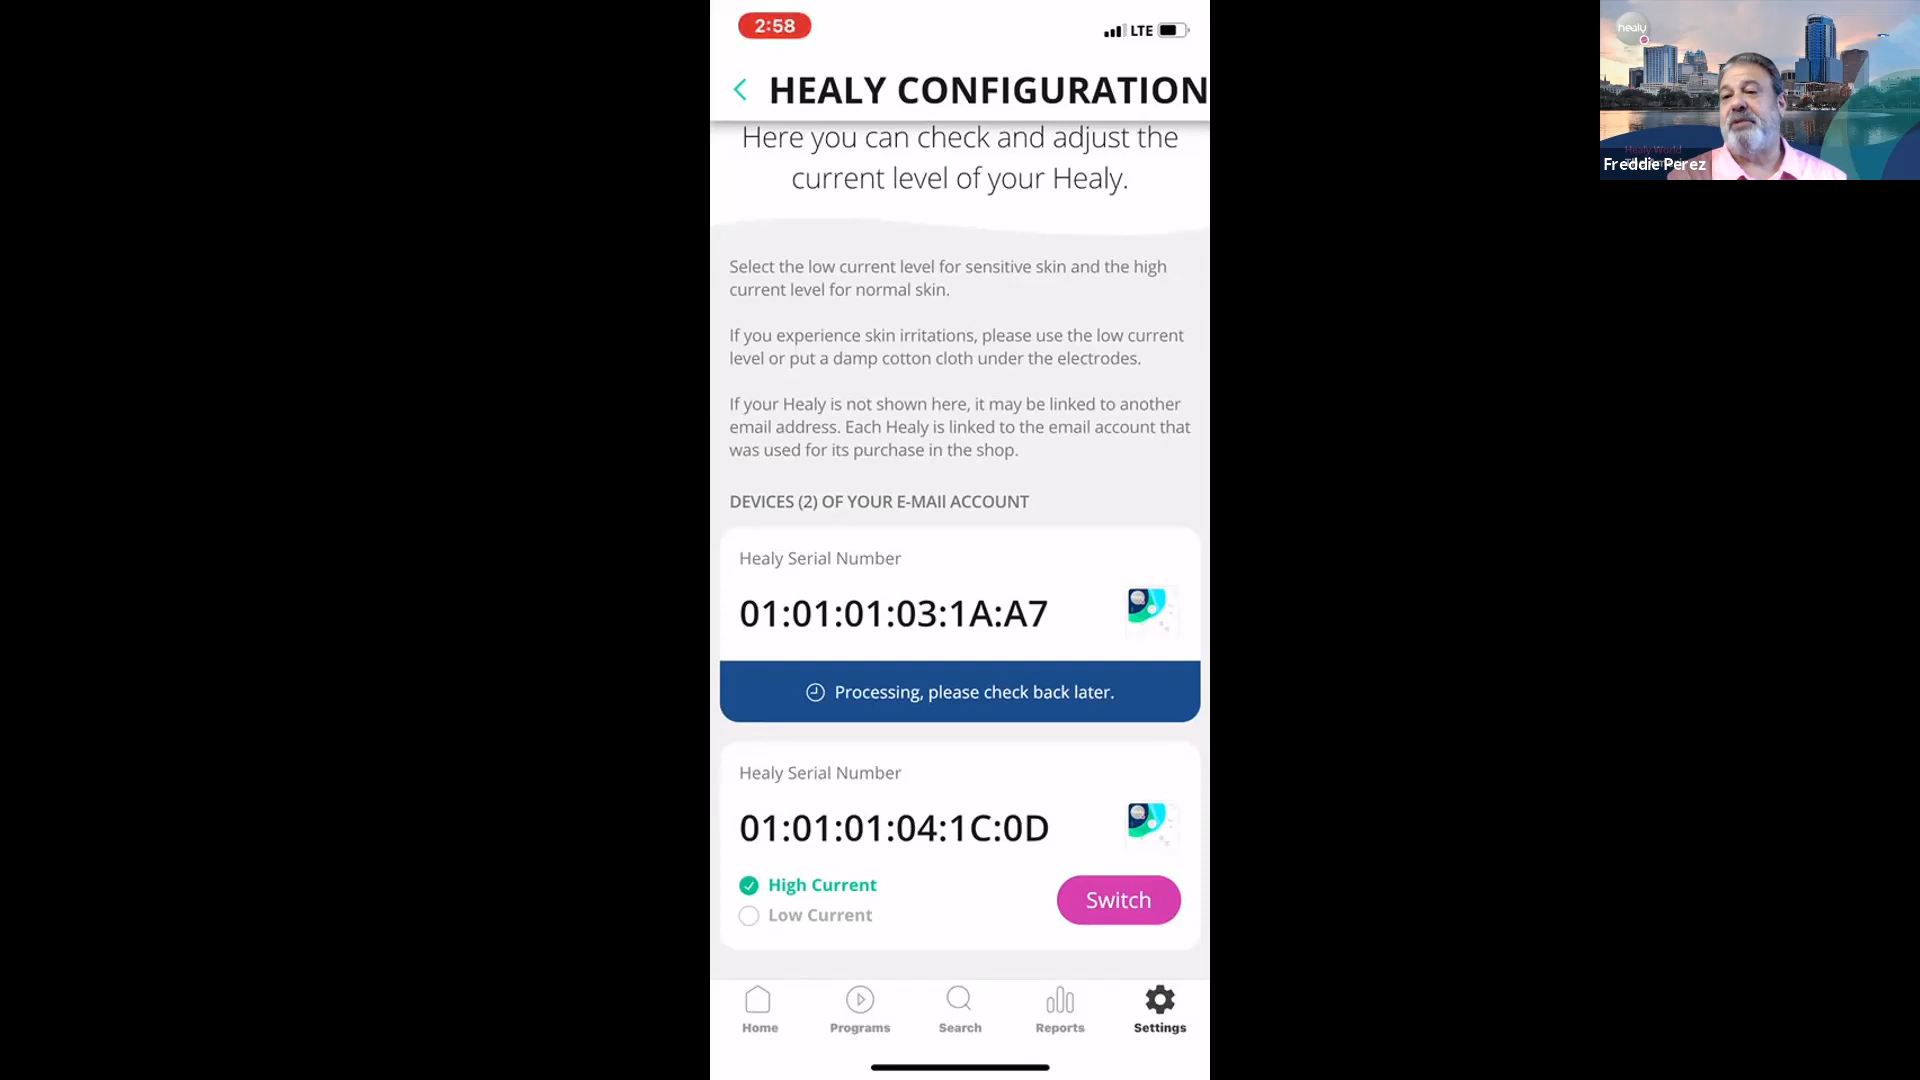 2:58
LTE
HEALY CONFIGURATION
Here you can check and adjust the
current level of your Healy.
Select the low current level for sensitive skin and the high
current level for normal skin.
If you experience skin irritations, please use the low current
level or put a damp cotton cloth under the electrodes.
If your Healy is not shown here, it may be linked to another
email address. Each Healy is linked to the email account that
was used for its purchase in the shop.
DEVICES (2) OF YOUR E-MAIl ACCOUNT
Healy Serial Number
01:01:01:03:1A:A7
Processing, please check back later.
Healy Serial Number
01:01:01:04:1C:0D
High Current
Low Current
Switch
Home
Programs
Search
Reports
Settings
healy
Healy World
Freddie Perez